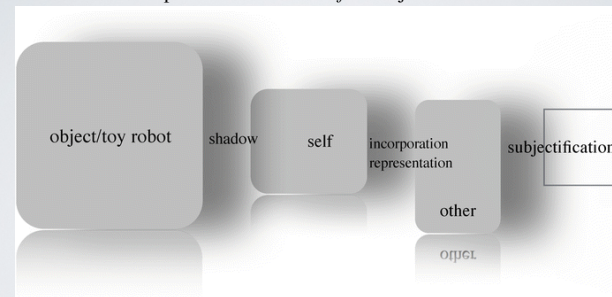 object/toy robot
shadow
self
incorporation
representation
other
subjectification